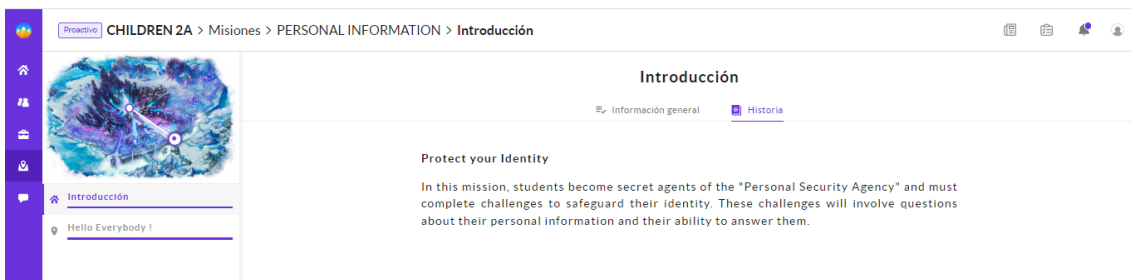 Proactivo CHILDREN 2A > Misiones > PERSONAL INFORMATION > Introducción
Introducción
Información general Historia
Protect your Identity
In this mission, students become secret agents of the "Personal Security Agency" and must
complete challenges to safeguard their identity. These challenges will involve questions
about their personal information and their ability to answer them.
Introducción
Hello Everybody !